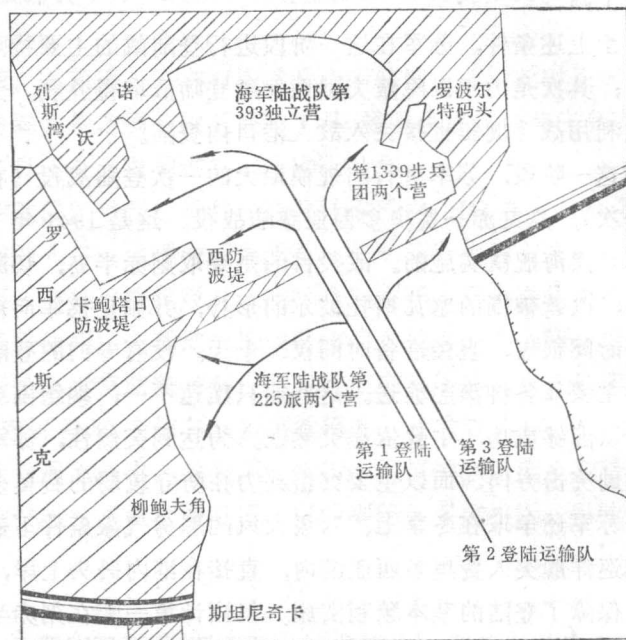 列斯湾
诺沃罗西斯克
海军陆战队第
393独立营
罗波尔
特码头
第1339步兵
团两个营
西防
波堤
卡鲍塔日
防波堤
海军陆战队第
225旅两个营
第1登陆
运输队
第3登陆
运输队
第2登陆运输队
柳鲍夫角
斯坦尼奇卡